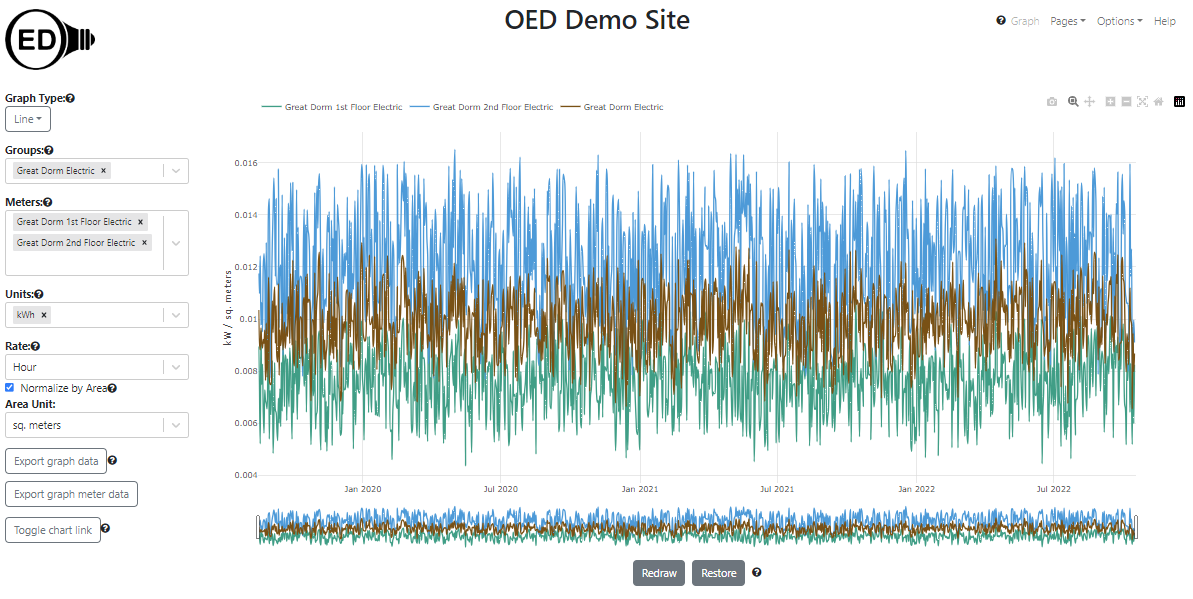 OED Demo Site
ED
Graph Pages Options Help
Graph Type:
Line
Groups:
Great Dorm Electric ×
Meters:
Great Dorm 1st Floor Electric ×
Great Dorm 2nd Floor Electric ×
Units:
kWh ×
Rate:
Hour
Normalize by Area
Area Unit:
sq. meters
Export graph data
Export graph meter data
Toggle chart link
Great Dorm 1st Floor Electric Great Dorm 2nd Floor Electric Great Dorm Electric
kW / sq. meters
0.016
0.014
0.012
0.01
0.008
0.006
0.004
Jan 2020 Jul 2020 Jan 2021 Jul 2021 Jan 2022 Jul 2022
Redraw Restore